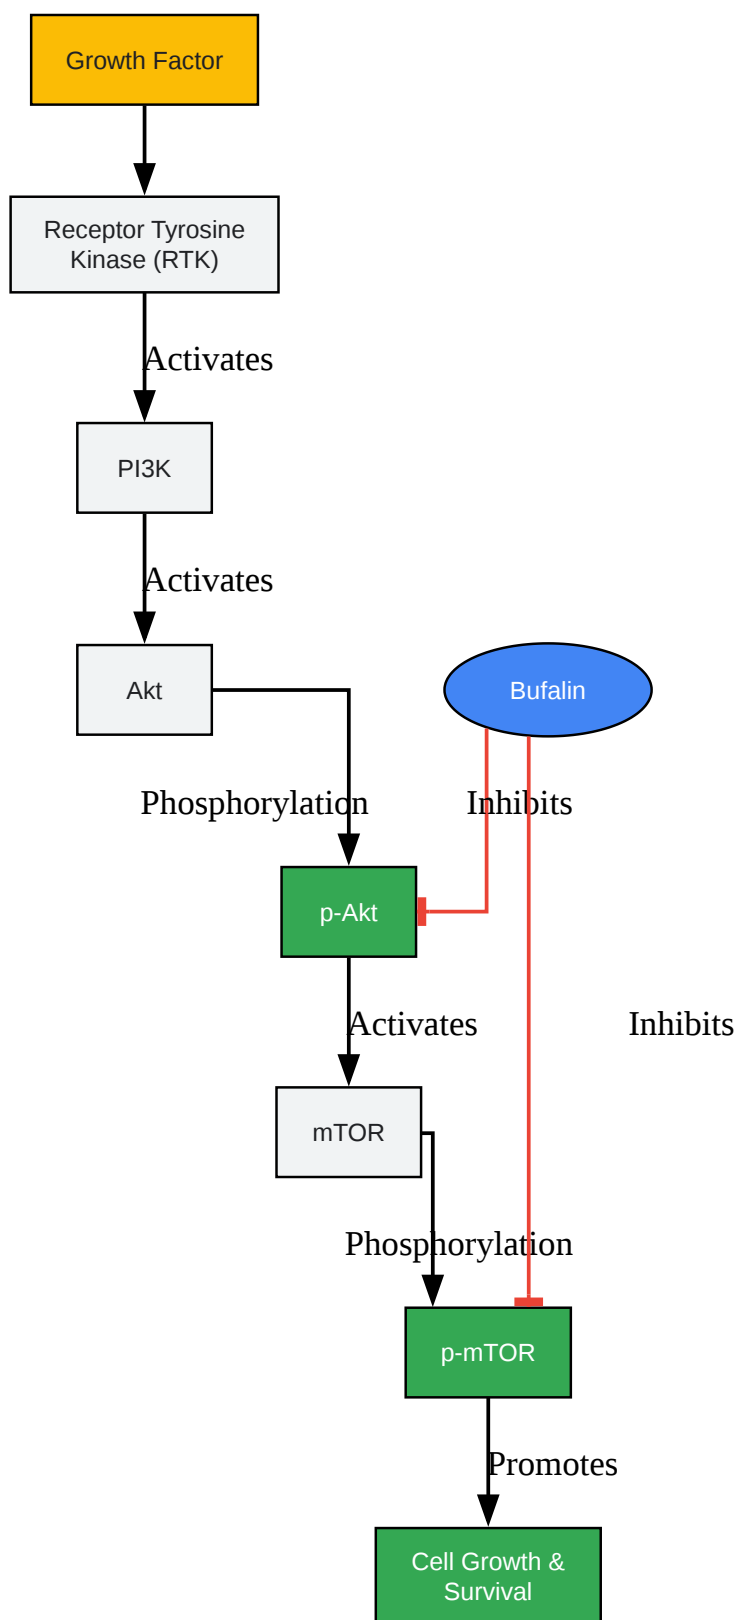 Growth Factor
Receptor Tyrosine
Kinase (RTK)
Activates
PI3K
Activates
Akt
Bufalin
Phosphorylation
Inhibits
p-Akt
Activates
Inhibits
mTOR
Phosphorylation
p-mTOR
Promotes
Cell Growth &
Survival